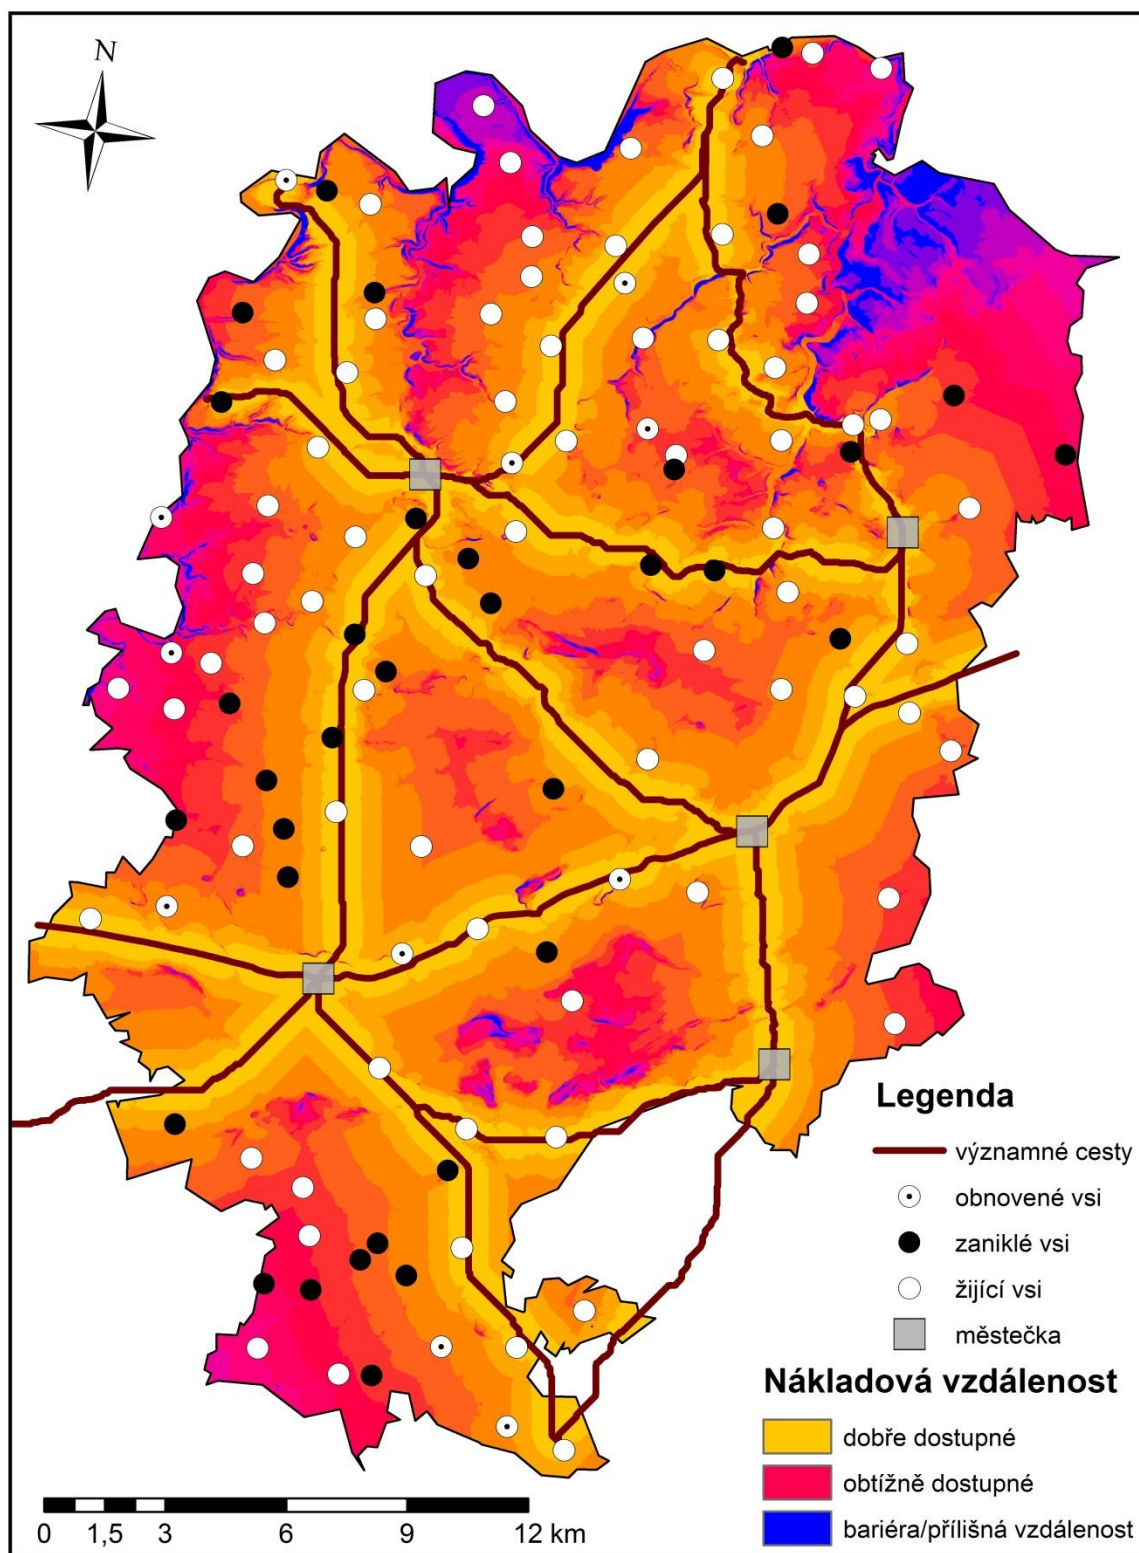 N
Legenda
významné cesty
obnovené vsi
zaniklé vsi
žijící vsi
městečka
Nákladová vzdálenost
dobře dostupné
obtížně dostupné
bariéra/přílišná vzdálenost
0 1,5 3 6 9 12 km